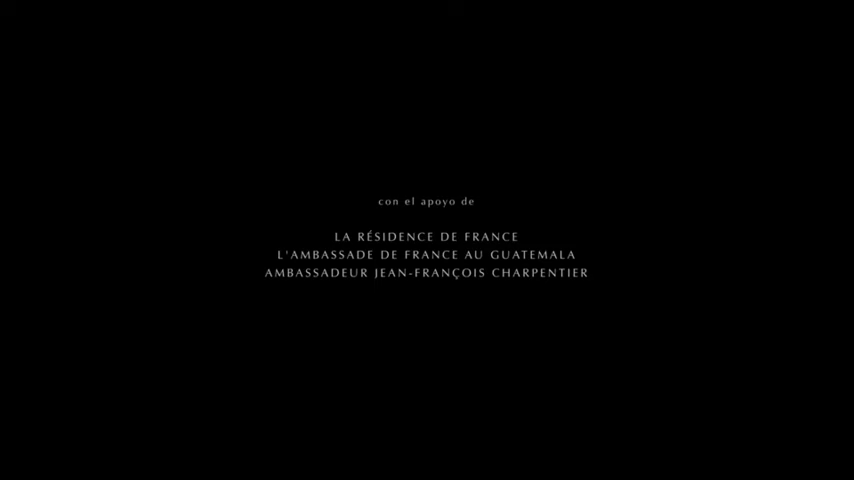 con el apoyo de
LA RÉSIDENCE DE FRANCE
L'AMBASSADE DE FRANCE AU GUATEMALA
AMBASSADEUR JEAN-FRANÇOIS CHARPENTIER